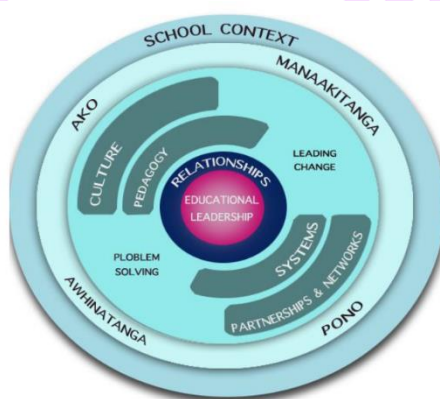 SCHOOL CONTEXT
AKO
MANAAKITANGA
CULTURE
PEDAGOGY
RELATIONSHIPS
EDUCATIONAL
LEADERSHIP
LEADING
CHANGE
PLOBLEM
SOLVING
SYSTEMS
PARTNERSHIPS & NETWORKS
AWHINATANGA
PONO